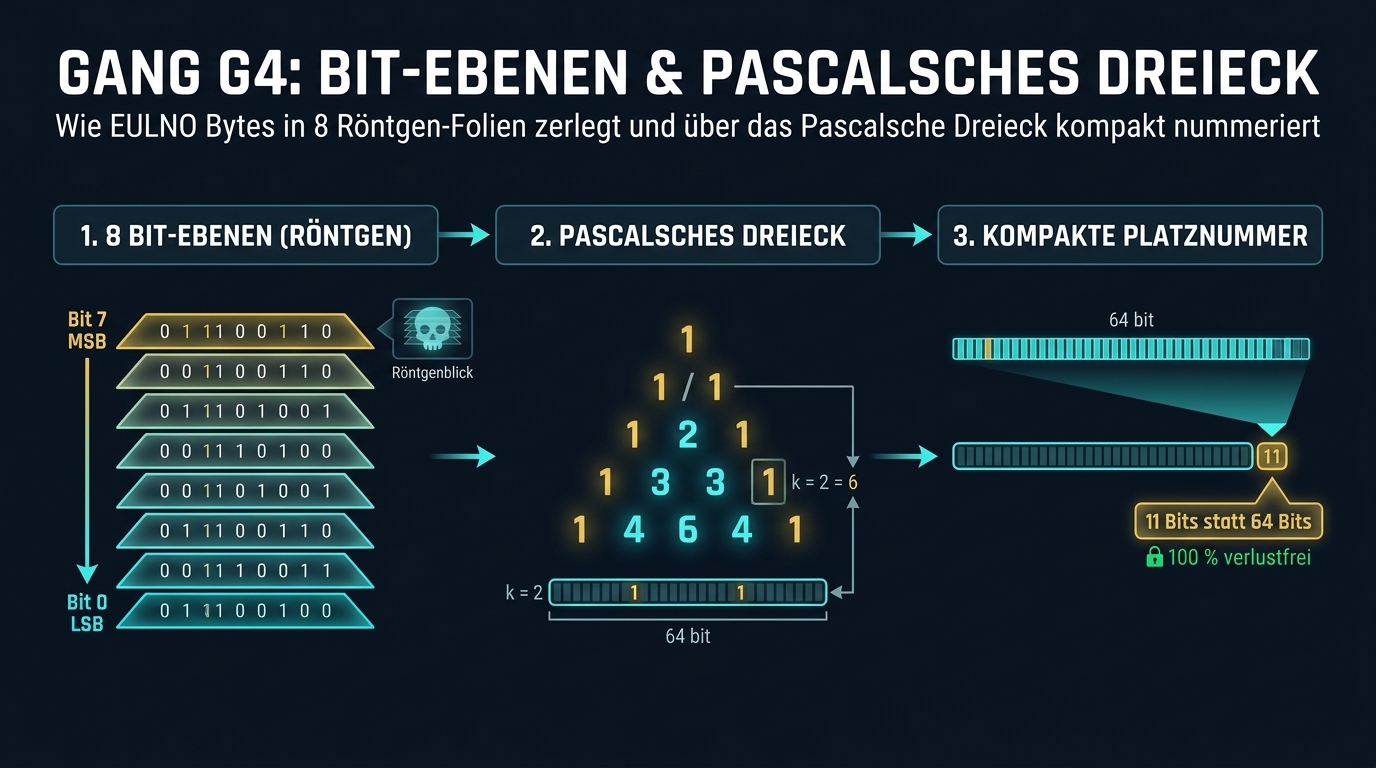 GANG G4: BIT-EBENEN & PASCALSCHES DREIECK
Wie EULNO Bytes in 8 Röntgen-Folien zerlegt und über das Pascalsche Dreieck kompakt nummeriert
1. 8 BIT-EBENEN (RÖNTGEN)
2. PASCALSCHES DREIECK
3. KOMPAKTE PLATZNUMMER
Bit 7
MSB
0 1 1 1 0 0 1 1 0
0 0 1 1 0 0 1 1 0
0 1 1 1 0 1 0 0 1
0 0 1 1 1 0 1 0 0
0 0 1 1 0 1 0 0 1
0 1 1 1 0 0 1 1 0
0 0 1 1 1 0 0 1 1
0 1 1 1 0 0 1 0 0
Bit 0
LSB
Röntgenblick
1
1 / 1
1 2 1
1 3 3 1
k = 2 = 6
1 4 6 4 1
k = 2
1 1
64 bit
64 bit
11
11 Bits statt 64 Bits
100 % verlustfrei